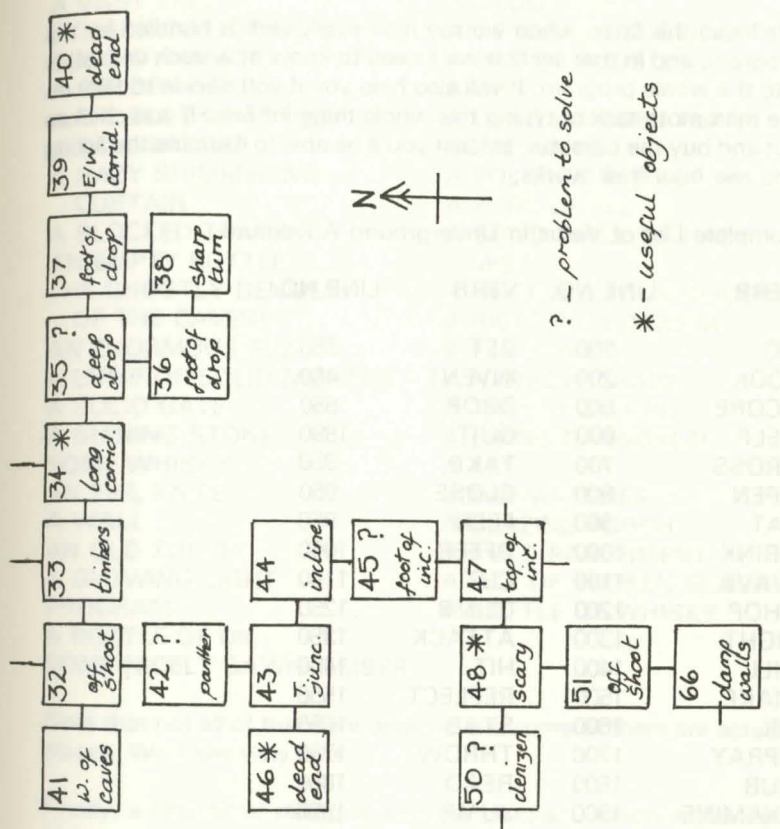 41
W. of
caves
32
off
shoot
33
timbers
34 *
long
corrid.
35 ?
deep
drop
37
foot of
drop
39
E/W
corrid.
40 *
dead
end
42 ?
panther
36
foot of
drop
38
sharp
turn
46 *
dead
end
43
T-
junc.
44
incline
45 ?
foot of
inc.
N
50 ?
denizen
48 *
scary
47
top of
inc.
51
off
shoot
66
damp
walls
? - problem to solve
* - useful objects